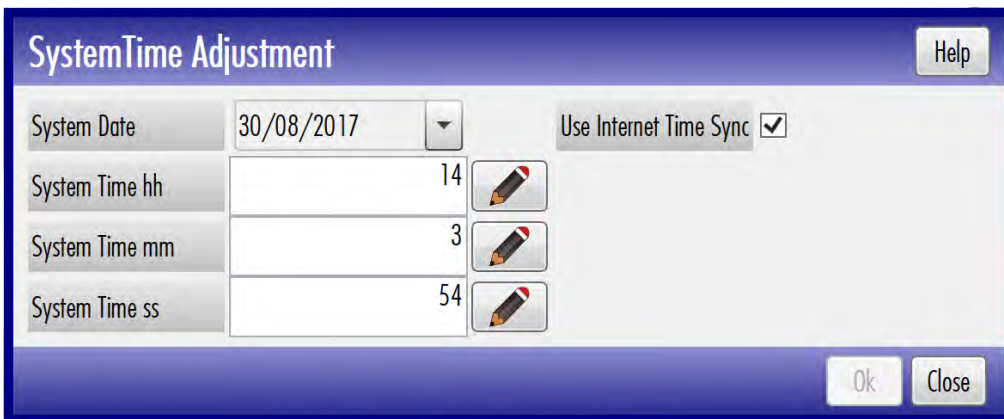 SystemTime Adjustment
Help
System Date 30/08/2017 Use Internet Time Sync
System Time hh 14
System Time mm 3
System Time ss 54
Ok Close